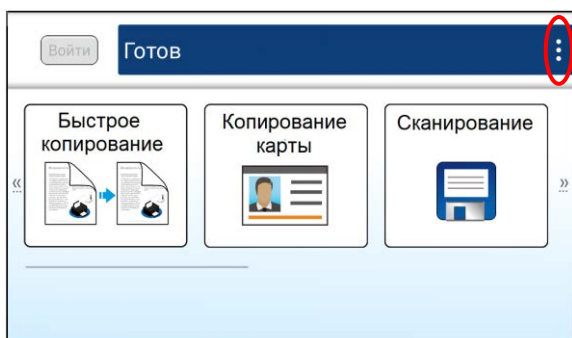 Войти
Готов
Быстрое
копирование
Копирование
карты
Сканирование
«
»